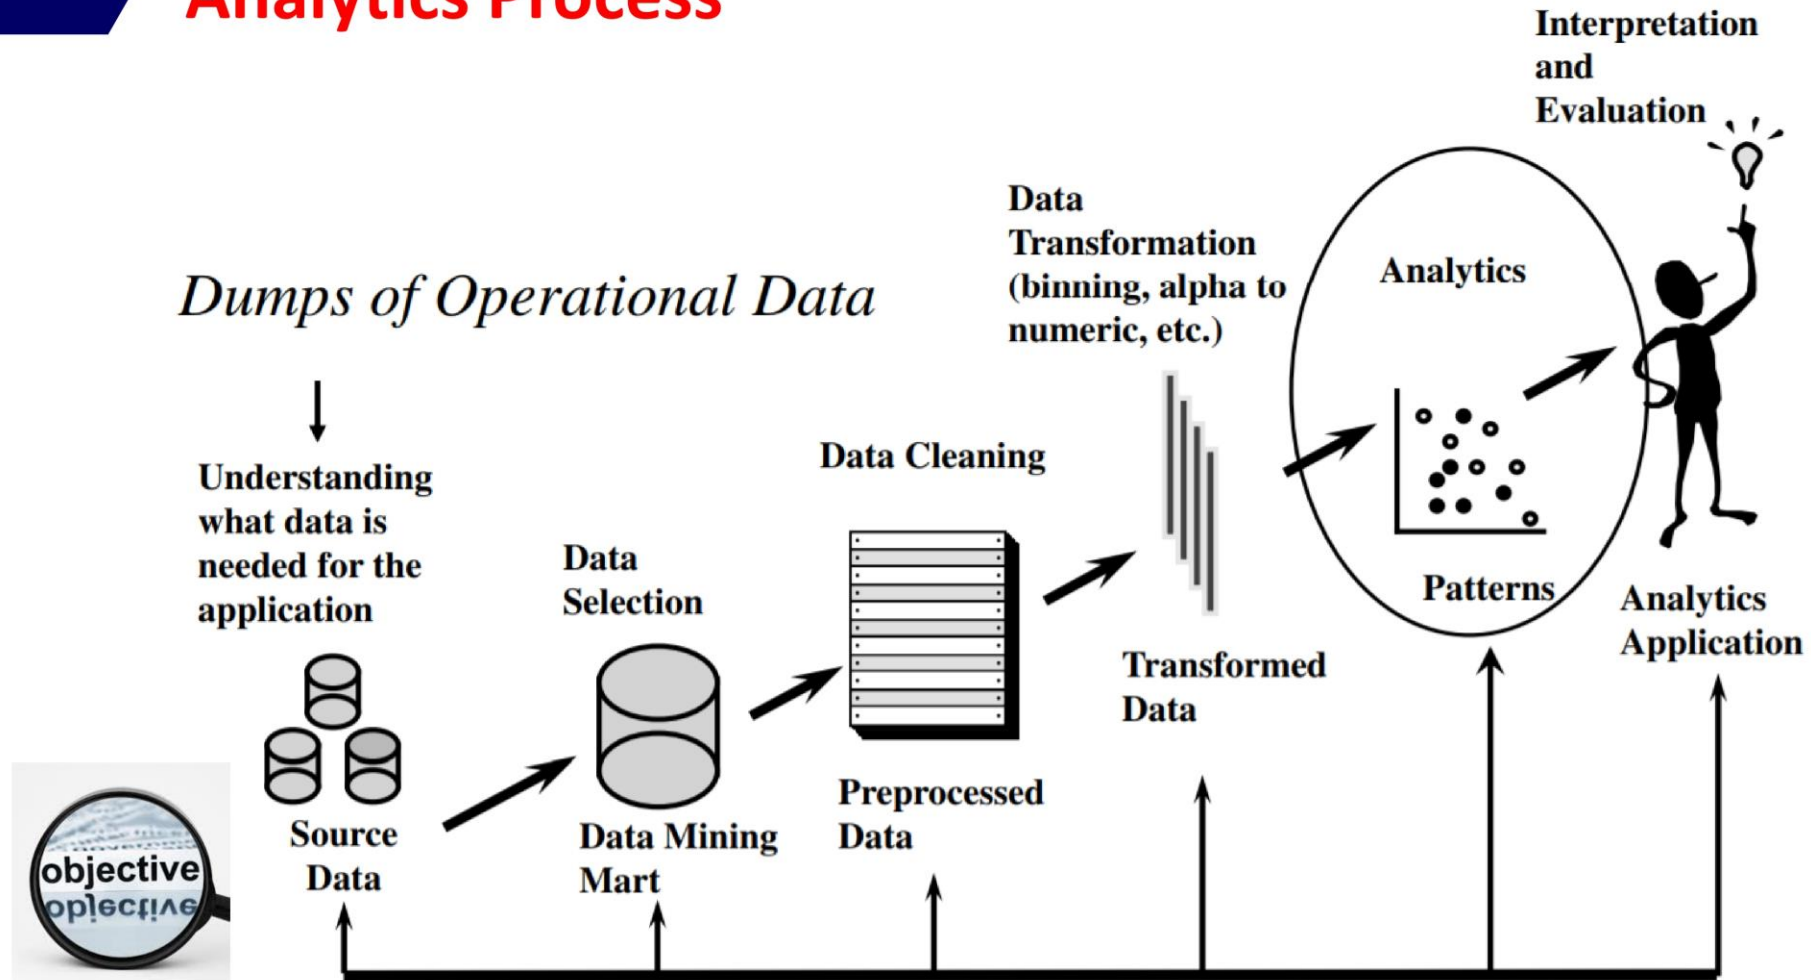 Analytics Process
Interpretation
and
Evaluation
Data
Transformation
(binning, alpha to
numeric, etc.)
Analytics
Dumps of Operational Data
Understanding
what data is
needed for the
application
Data
Selection
Data Cleaning
Patterns
Analytics
Application
Transformed
Data
Preprocessed
Data
Source
Data
Data Mining
Mart
objective
objective